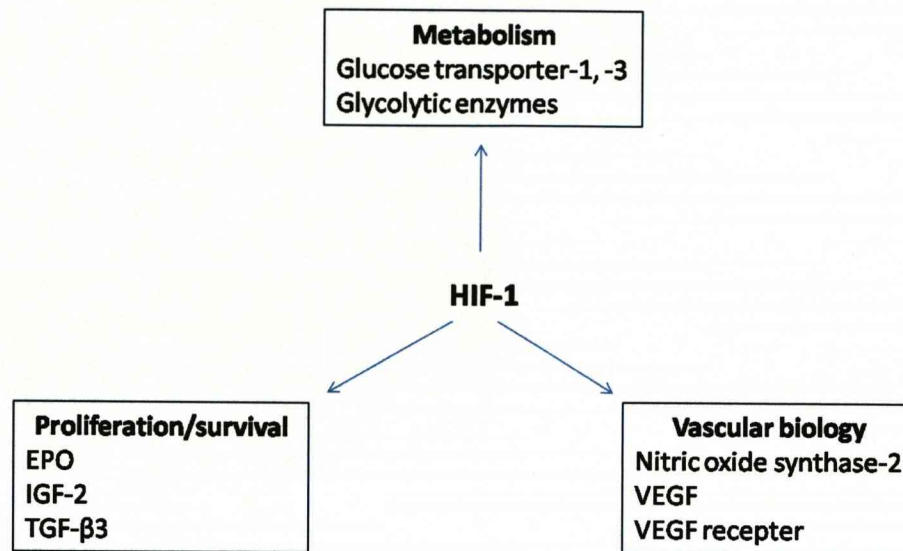 Metabolism
Glucose transporter-1, -3
Glycolytic enzymes
HIF-1
Proliferation/survival
EPO
IGF-2
TGF-β3
Vascular biology
Nitric oxide synthase-2
VEGF
VEGF recepter